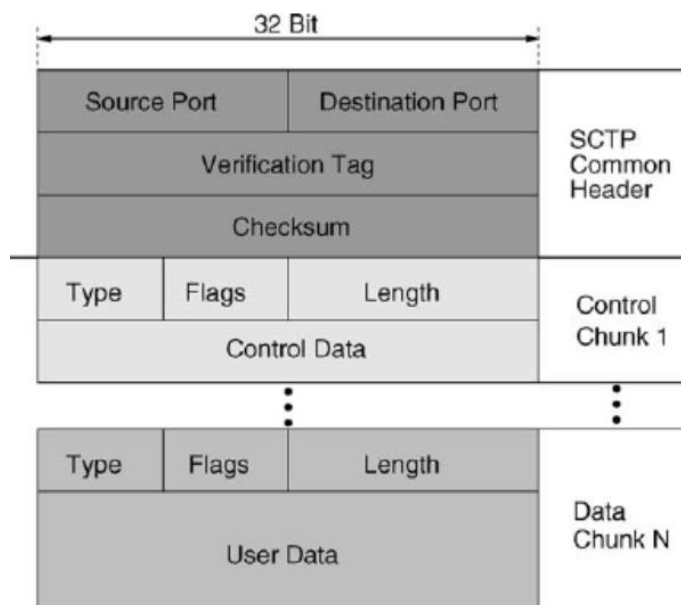 32 Bit
Source Port Destination Port
SCTP
Common
Header
Verification Tag
Checksum
Type Flags Length
Control
Chunk 1
Control Data
Type Flags Length
Data
Chunk N
User Data